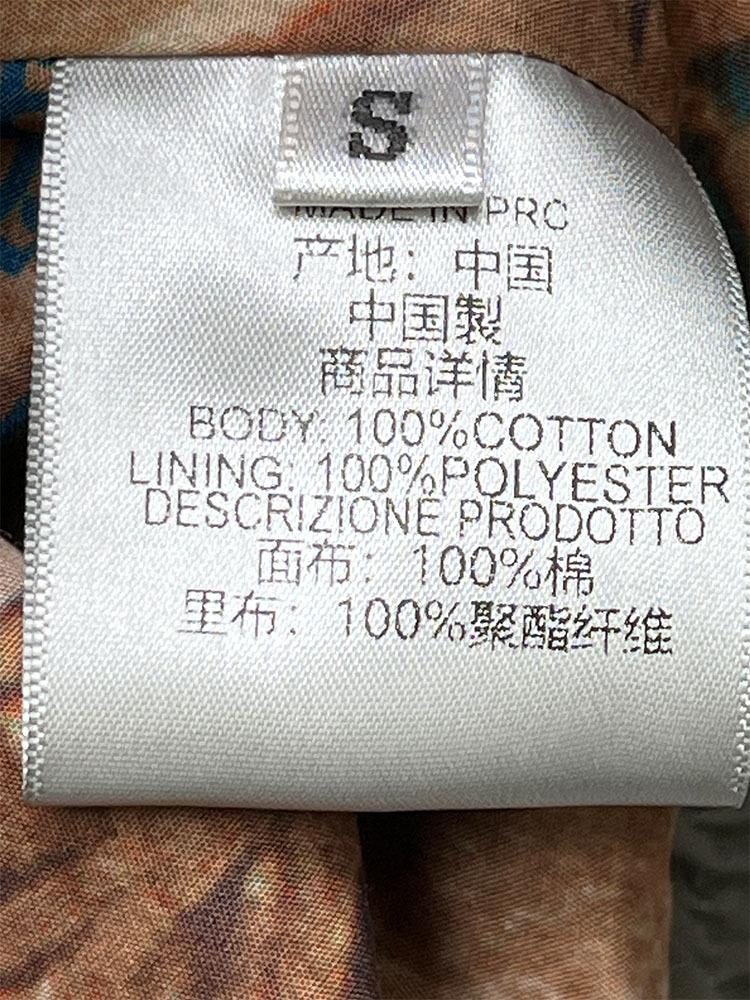 S
MADE IN PRC
产地：中国
中国製
商品详情
BODY: 100%COTTON
LINING: 100%POLYESTER
DESCRIZIONE PRODOTTO
面布：100%棉
里布：100%聚酯纤维